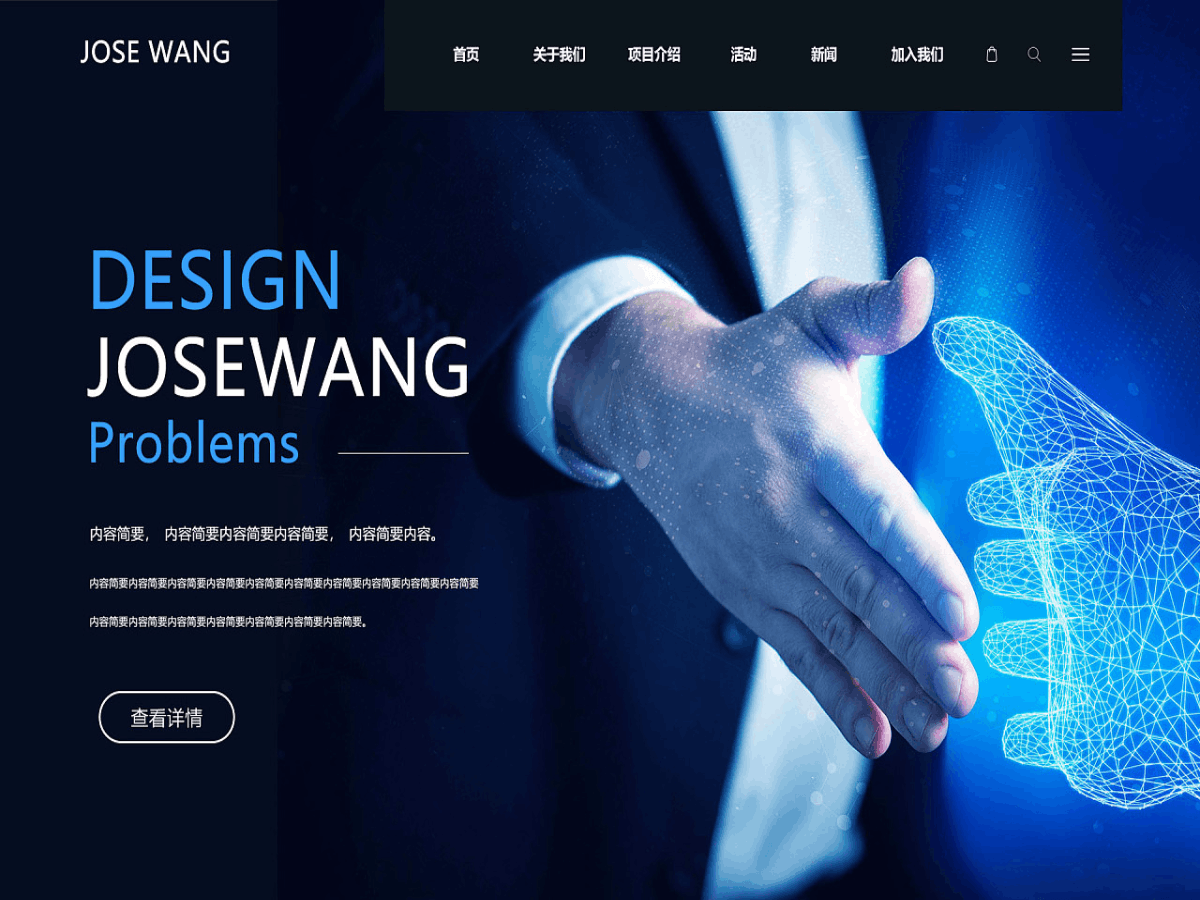 JOSE WANG
首页 关于我们 项目介绍 活动 新闻 加入我们
DESIGN
JOSEWANG
Problems
内容简要, 内容简要内容简要内容简要, 内容简要内容。
内容简要内容简要内容简要内容简要内容简要内容简要内容简要内容简要内容简要内容简要
内容简要内容简要内容简要内容简要内容简要内容简要内容简要。
查看详情